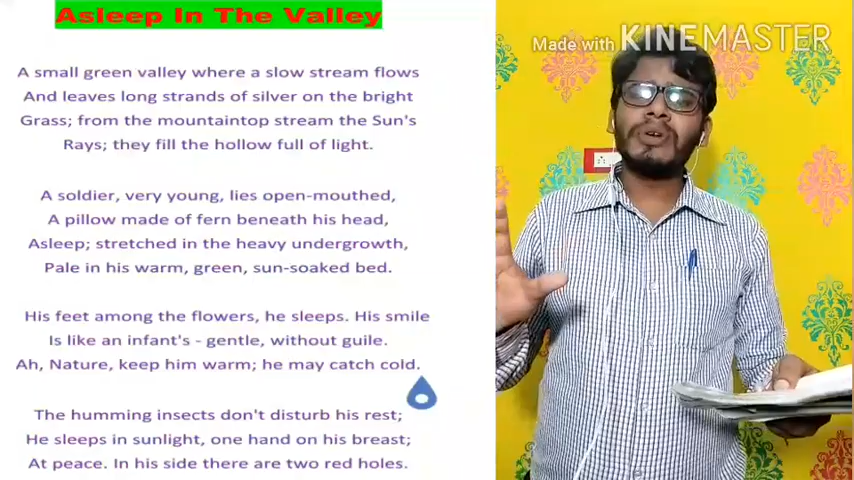 Asleep In The Valley
Made with KINEMASTER
A small green valley where a slow stream flows
And leaves long strands of silver on the bright
Grass; from the mountaintop stream the Sun's
Rays; they fill the hollow full of light.
A soldier, very young, lies open-mouthed,
A pillow made of fern beneath his head,
Asleep; stretched in the heavy undergrowth,
Pale in his warm, green, sun-soaked bed.
His feet among the flowers, he sleeps. His smile
Is like an infant's - gentle, without guile.
Ah, Nature, keep him warm; he may catch cold.
The humming insects don't disturb his rest;
He sleeps in sunlight, one hand on his breast;
At peace. In his side there are two red holes.